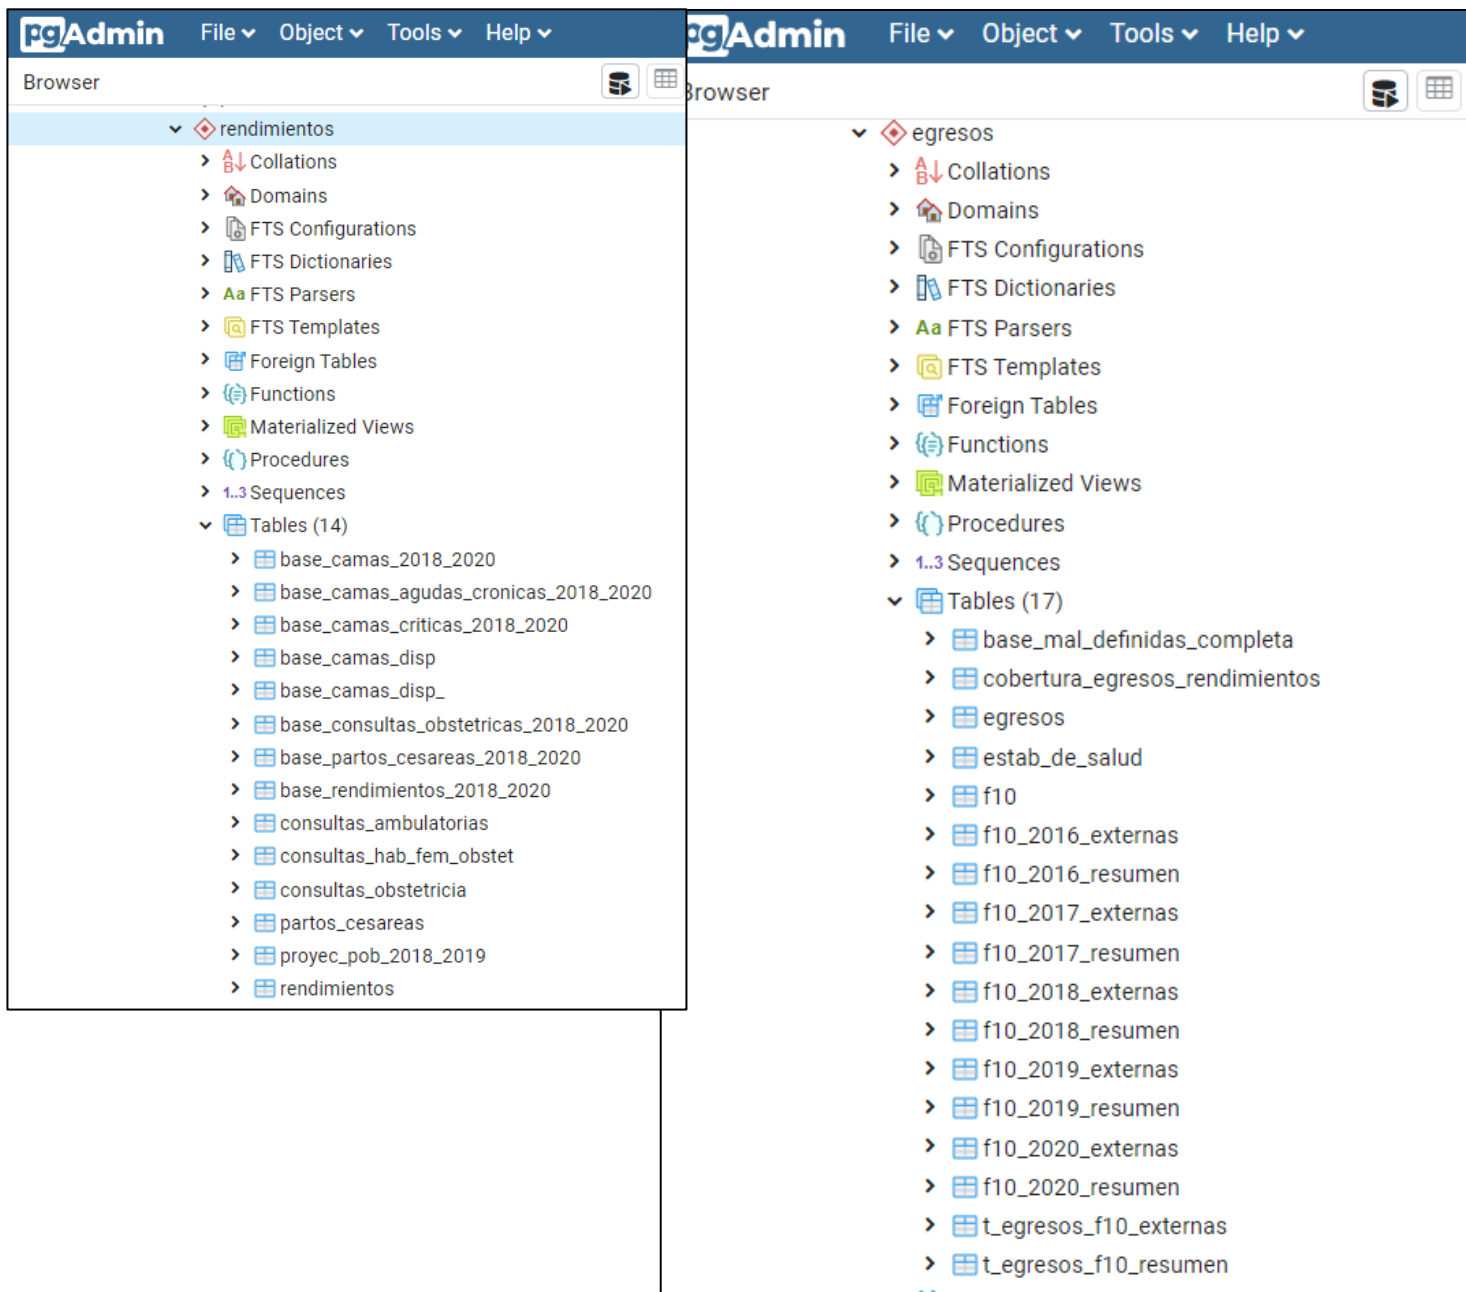 pgAdmin File Object Tools Help
Browser
rendimientos
Collations
Domains
FTS Configurations
FTS Dictionaries
Aa FTS Parsers
FTS Templates
Foreign Tables
Functions
Materialized Views
Procedures
1..3 Sequences
Tables (14)
base_camas_2018_2020
base_camas_agudas_cronicas_2018_2020
base_camas_criticas_2018_2020
base_camas_disp
base_camas_disp_
base_consultas_obstetricas_2018_2020
base_partos_cesareas_2018_2020
base_rendimientos_2018_2020
consultas_ambulatorias
consultas_hab_fem_obstet
consultas_obstetricia
partos_cesareas
proyec_pob_2018_2019
rendimientos
pgAdmin File Object Tools Help
Browser
egresos
Collations
Domains
FTS Configurations
FTS Dictionaries
Aa FTS Parsers
FTS Templates
Foreign Tables
Functions
Materialized Views
Procedures
1..3 Sequences
Tables (17)
base_mal_definidas_completa
cobertura_egresos_rendimientos
egresos
estab_de_salud
f10
f10_2016_externas
f10_2016_resumen
f10_2017_externas
f10_2017_resumen
f10_2018_externas
f10_2018_resumen
f10_2019_externas
f10_2019_resumen
f10_2020_externas
f10_2020_resumen
t_egresos_f10_externas
t_egresos_f10_resumen